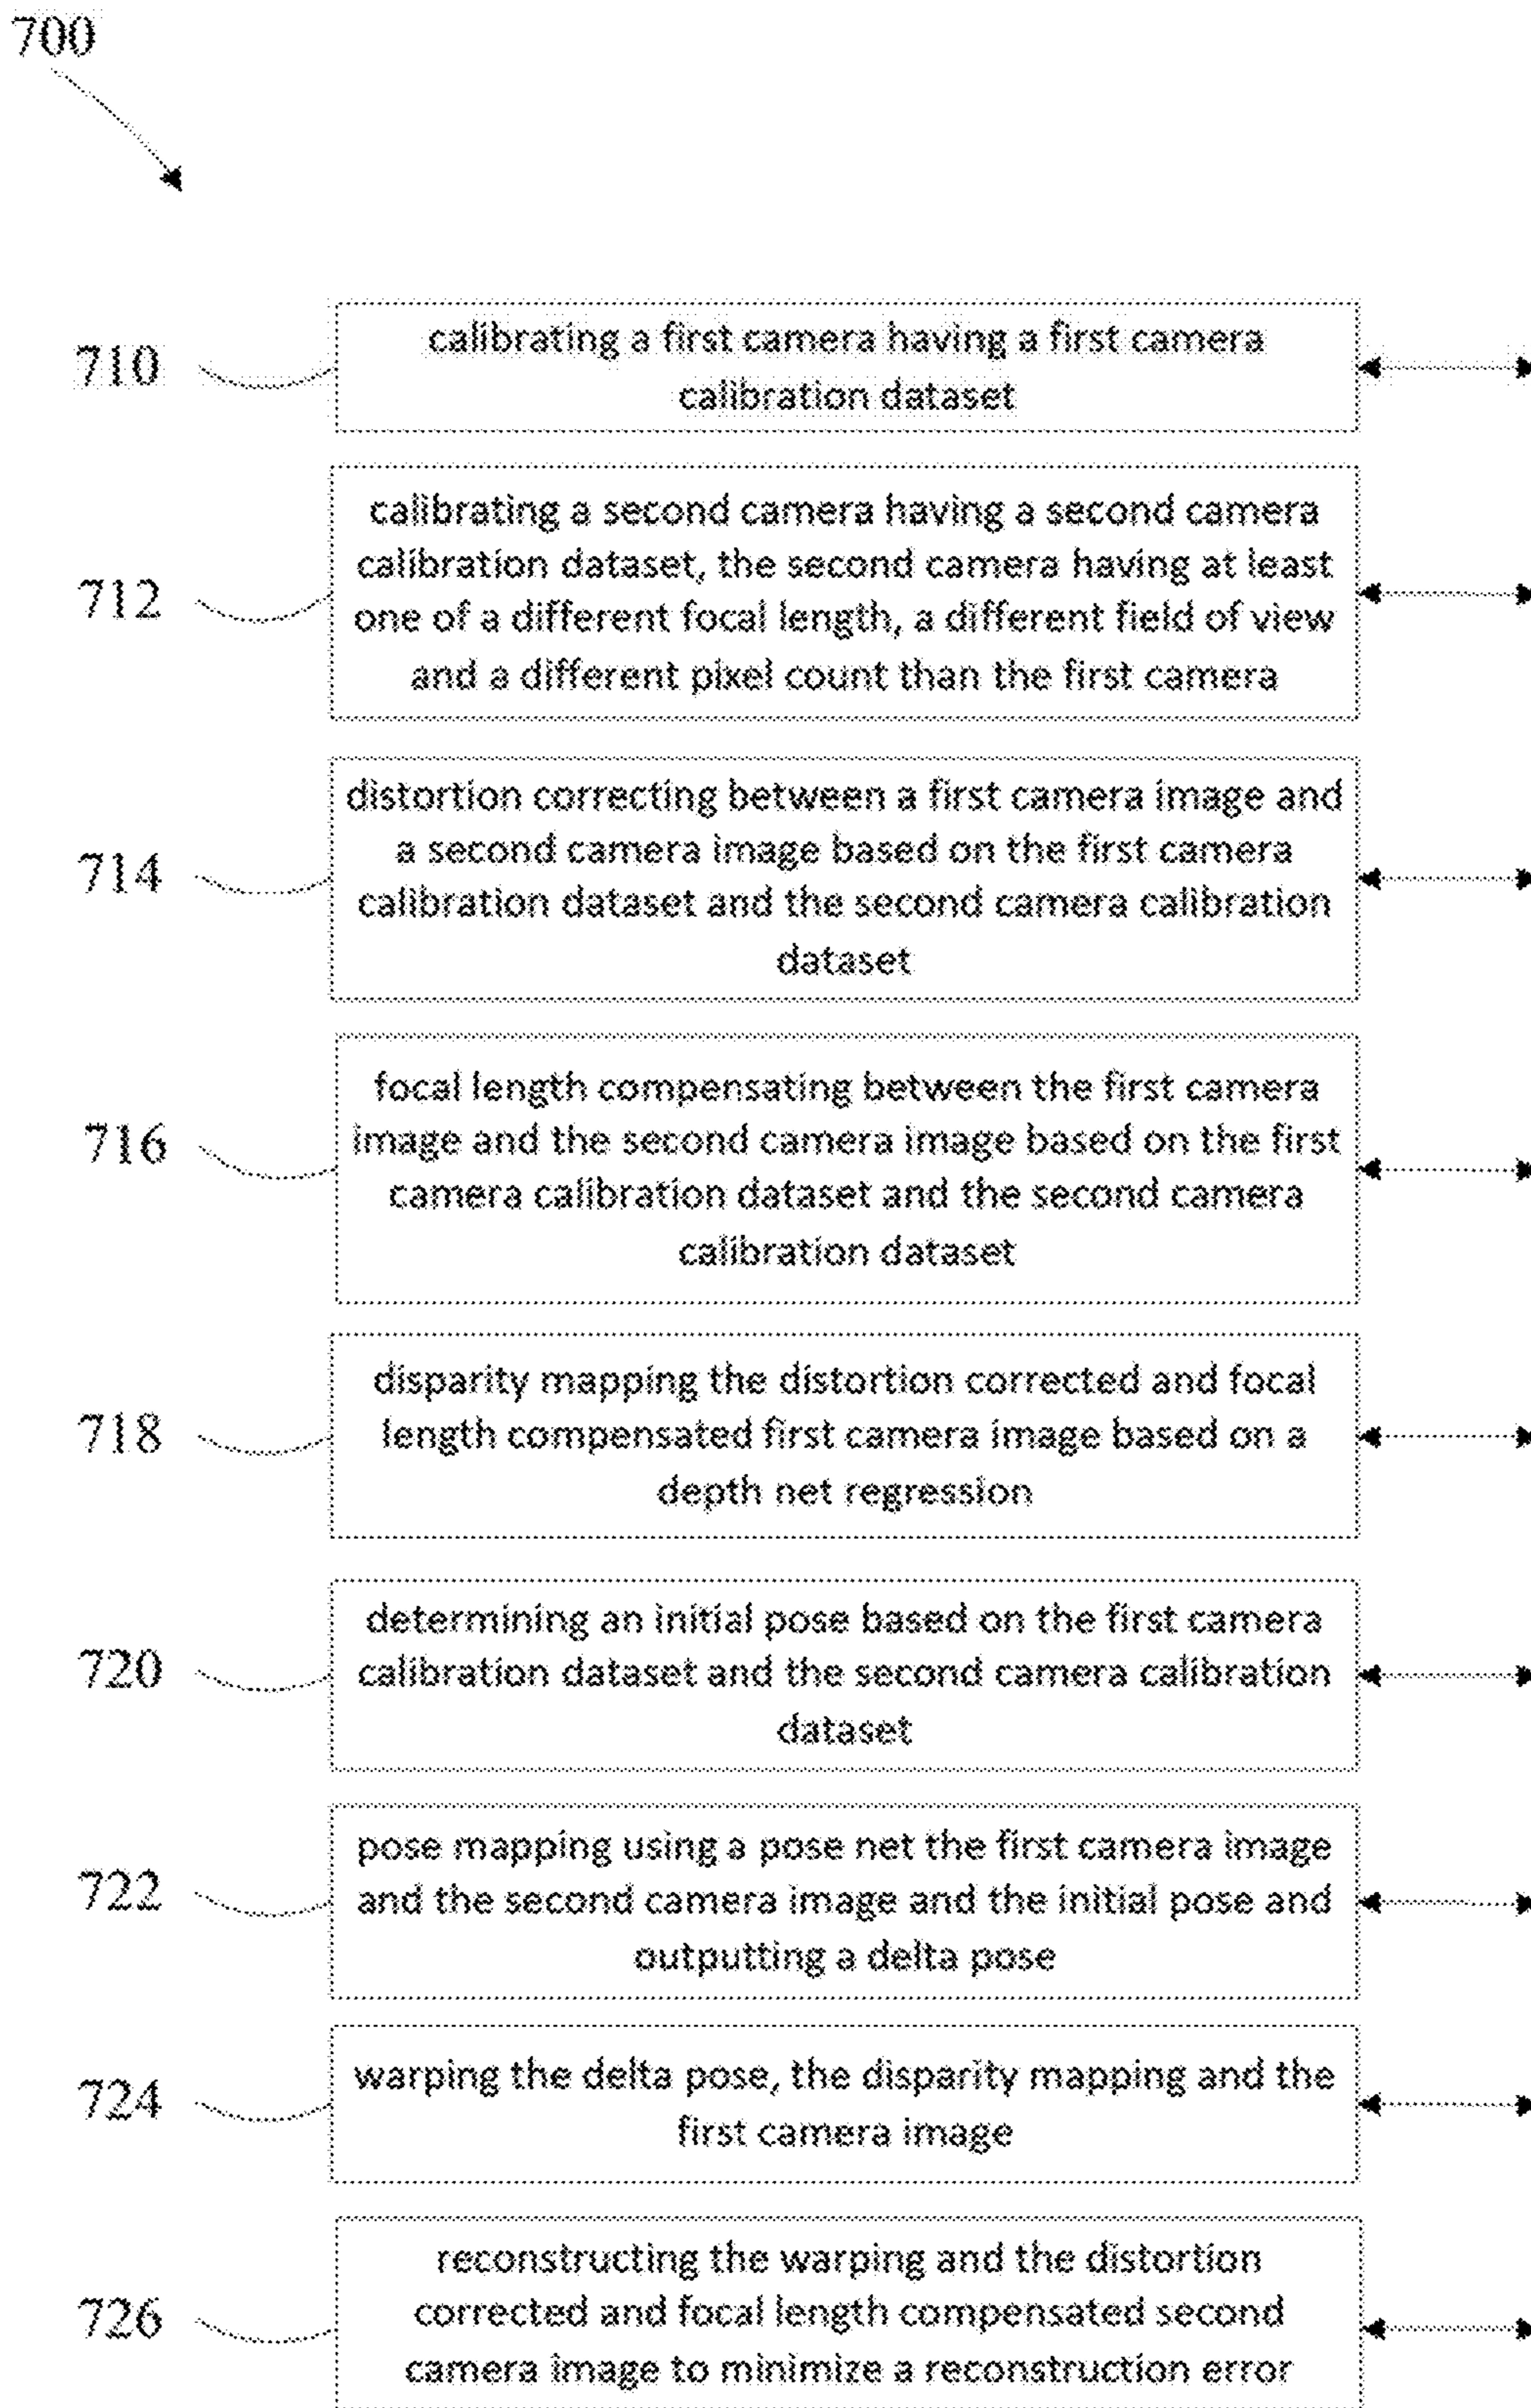 700
710
calibrating a first camera having a first camera
calibration dataset
712
calibrating a second camera having a second camera
calibration dataset, the second camera having at least
one of a different focal length, a different field of view
and a different pixel count than the first camera
714
distortion correcting between a first camera image and
a second camera image based on the first camera
calibration dataset and the second camera calibration
dataset
716
focal length compensating between the first camera
image and the second camera image based on the first
camera calibration dataset and the second camera
calibration dataset
718
disparity mapping the distortion corrected and focal
length compensated first camera image based on a
depth net regression
720
determining an initial pose based on the first camera
calibration dataset and the second camera calibration
dataset
722
pose mapping using a pose net the first camera image
and the second camera image and the initial pose and
outputting a delta pose
724
warping the delta pose, the disparity mapping and the
first camera image
726
reconstructing the warping and the distortion
corrected and focal length compensated second
camera image to minimize a reconstruction error